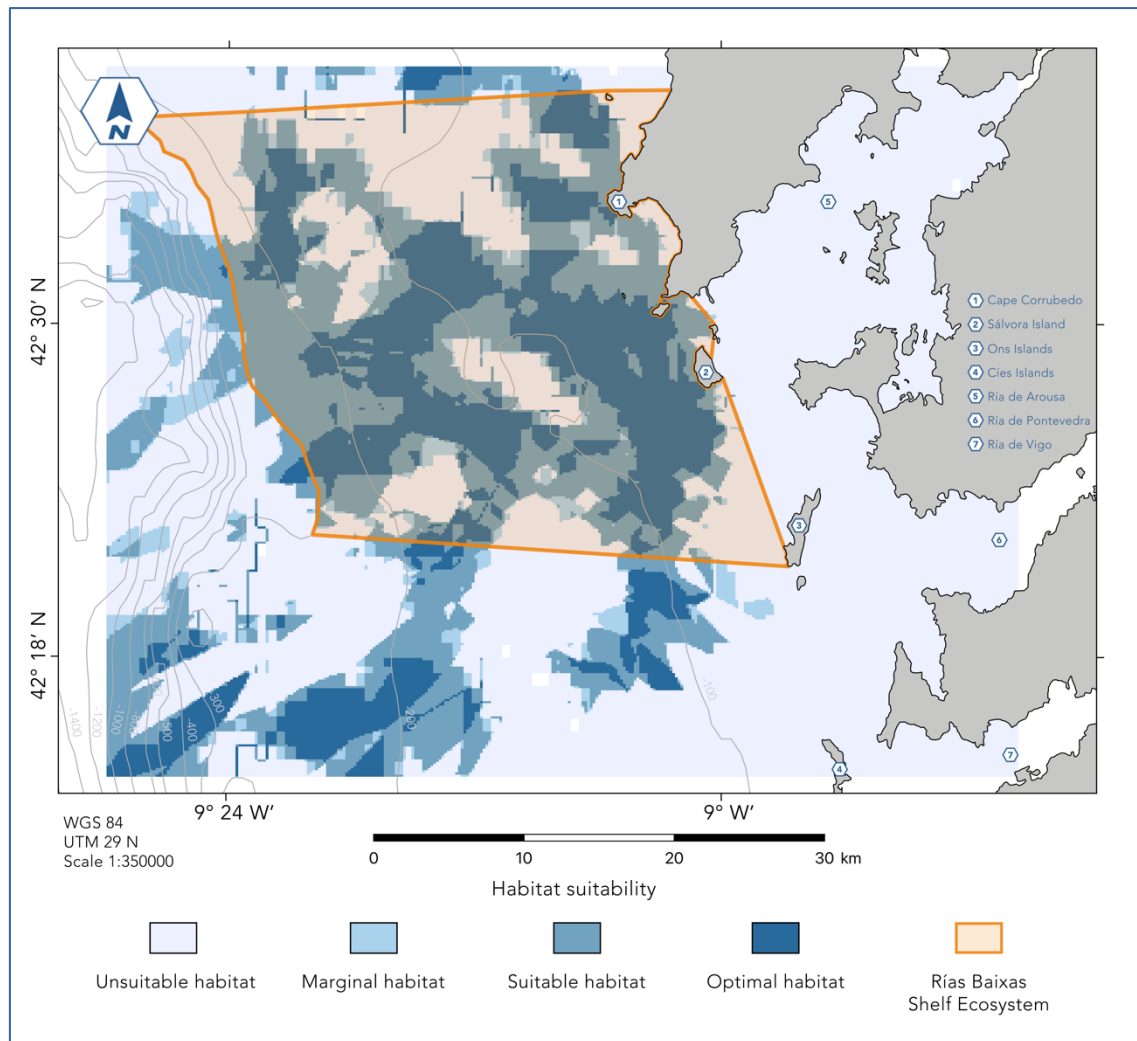 N
1
5
42° 30′ N
1 Cape Corrubedo
2 Sálvora Island
3 Ons Islands
4 Cíes Islands
5 Ría de Arousa
6 Ría de Pontevedra
7 Ría de Vigo
2
3
6
42° 18′ N
-1400
-1200
-1000
-500
-400
300
-200
-100
7
4
9° 24 W′
9° W′
WGS 84
UTM 29 N
Scale 1:350000
0 10 20 30 km
Habitat suitability
Unsuitable habitat
Marginal habitat
Suitable habitat
Optimal habitat
Rías Baixas
Shelf Ecosystem